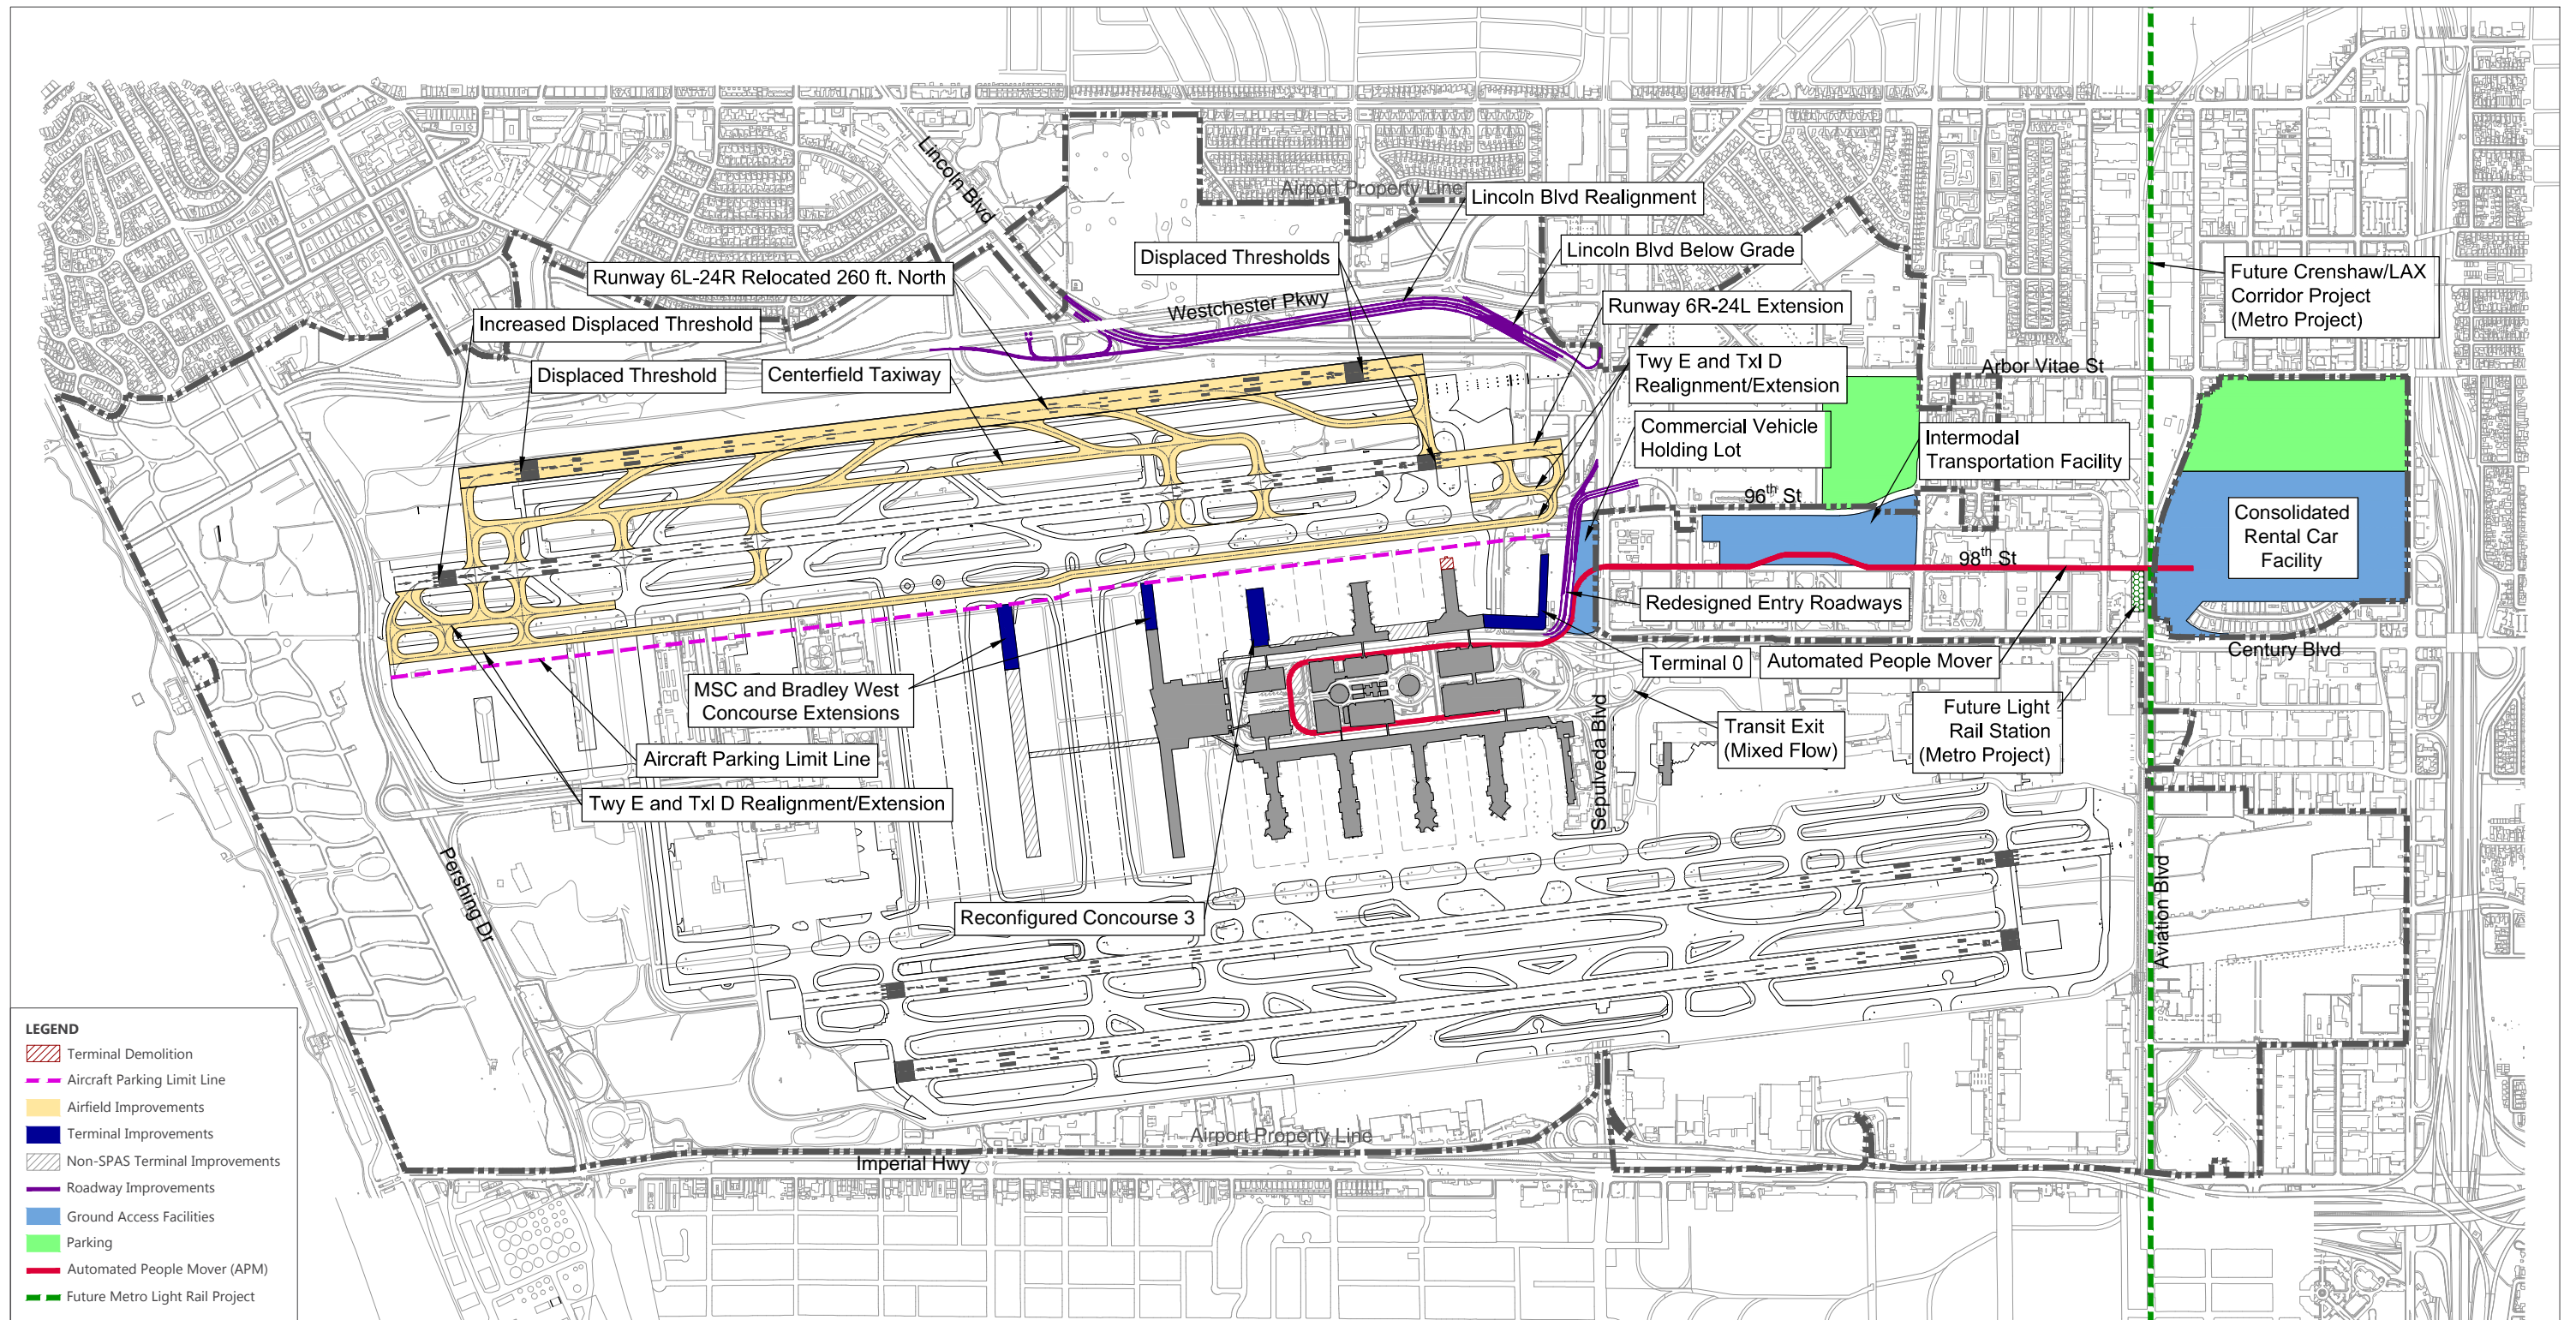 Lincoln Blvd
Airport Property Line
Lincoln Blvd Realignment
Displaced Thresholds
Lincoln Blvd Below Grade
Runway 6L-24R Relocated 260 ft. North
Future Crenshaw/LAX
Corridor Project
(Metro Project)
Westchester Pkwy
Runway 6R-24L Extension
Increased Displaced Threshold
Displaced Threshold
Centerfield Taxiway
Twy E and Txl D
Realignment/Extension
Arbor Vitae St
Commercial Vehicle
Holding Lot
Intermodal
Transportation Facility
96th St
Consolidated
Rental Car
Facility
98th St
Redesigned Entry Roadways
Terminal 0
Automated People Mover
Century Blvd
MSC and Bradley West
Concourse Extensions
Future Light
Rail Station
(Metro Project)
Sepulveda Blvd
Transit Exit
(Mixed Flow)
Aircraft Parking Limit Line
Twy E and Txl D Realignment/Extension
Pershing Dr
Reconfigured Concourse 3
Aviation Blvd
Airport Property Line
Imperial Hwy
LEGEND
Terminal Demolition
Aircraft Parking Limit Line
Airfield Improvements
Terminal Improvements
Non-SPAS Terminal Improvements
Roadway Improvements
Ground Access Facilities
Parking
Automated People Mover (APM)
Future Metro Light Rail Project